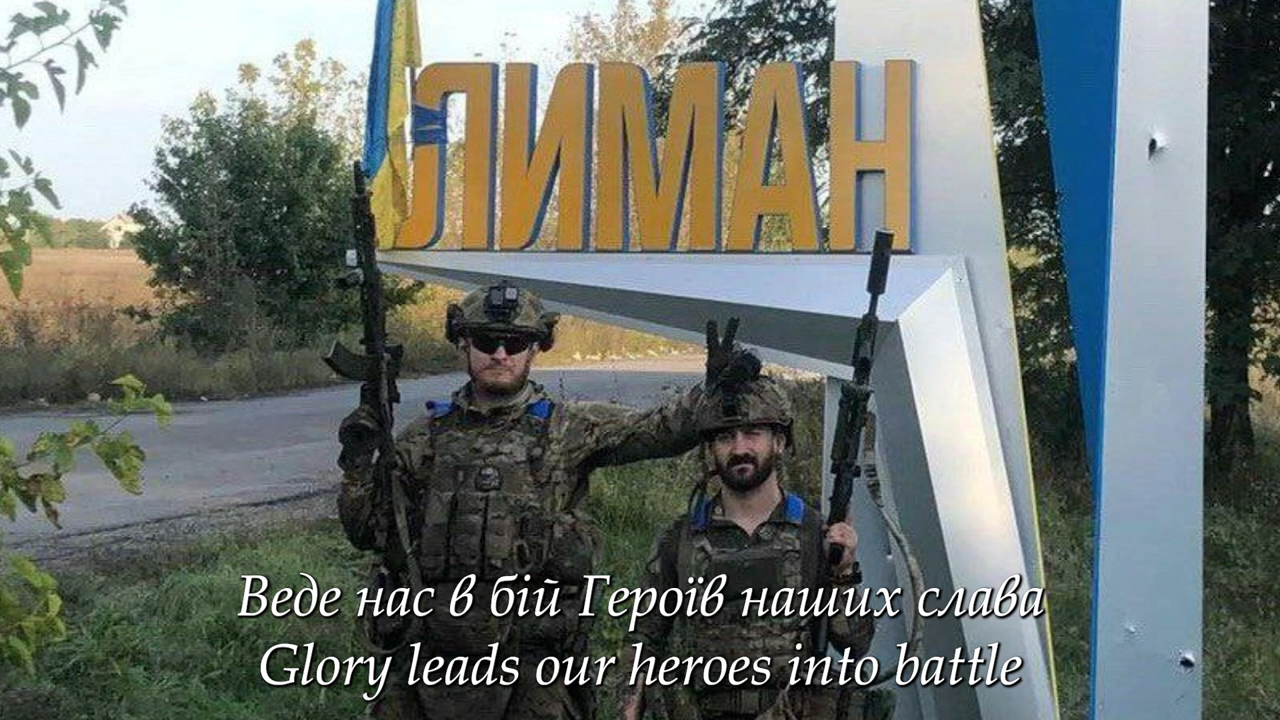 ЛИМАН
Веде нас в бій Героїв наших слава
Glory leads our heroes into battle